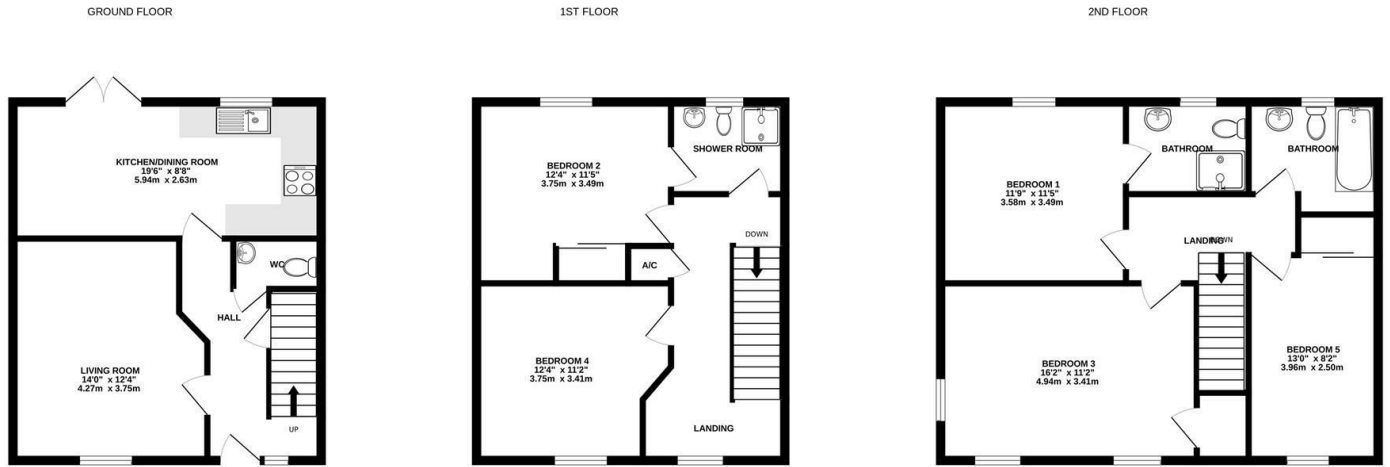 GROUND FLOOR
KITCHEN/DINING ROOM
19'6" x 8'8"
5.94m x 2.63m
WC
HALL
LIVING ROOM
14'0" x 12'4"
4.27m x 3.75m
UP
1ST FLOOR
BEDROOM 2
12'4" x 11'5"
3.75m x 3.49m
SHOWER ROOM
DOWN
A/C
BEDROOM 4
12'4" x 11'2"
3.75m x 3.41m
LANDING
2ND FLOOR
BEDROOM 1
11'9" x 11'5"
3.58m x 3.49m
BATHROOM
BATHROOM
LANDING
DOWN
BEDROOM 3
16'2" x 11'2"
4.94m x 3.41m
BEDROOM 5
13'0" x 8'2"
3.96m x 2.50m